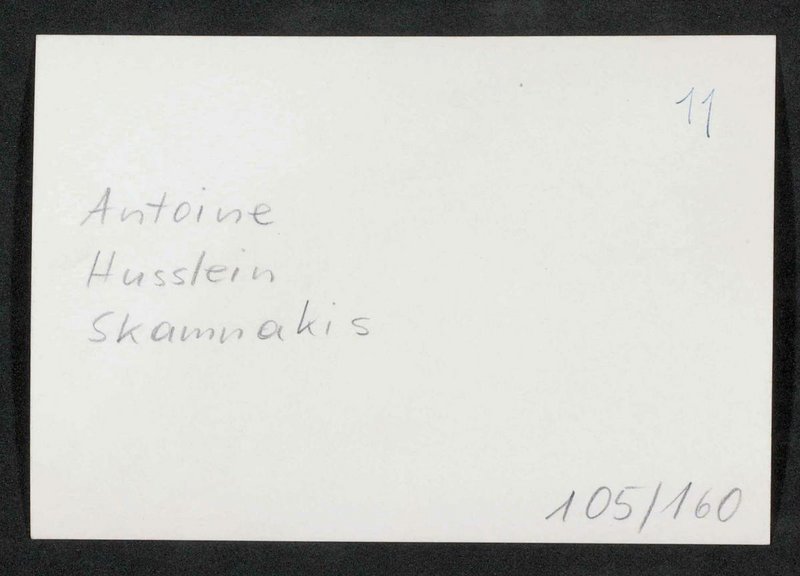 11
Antoine
Husslein
Skamnakis
105/160